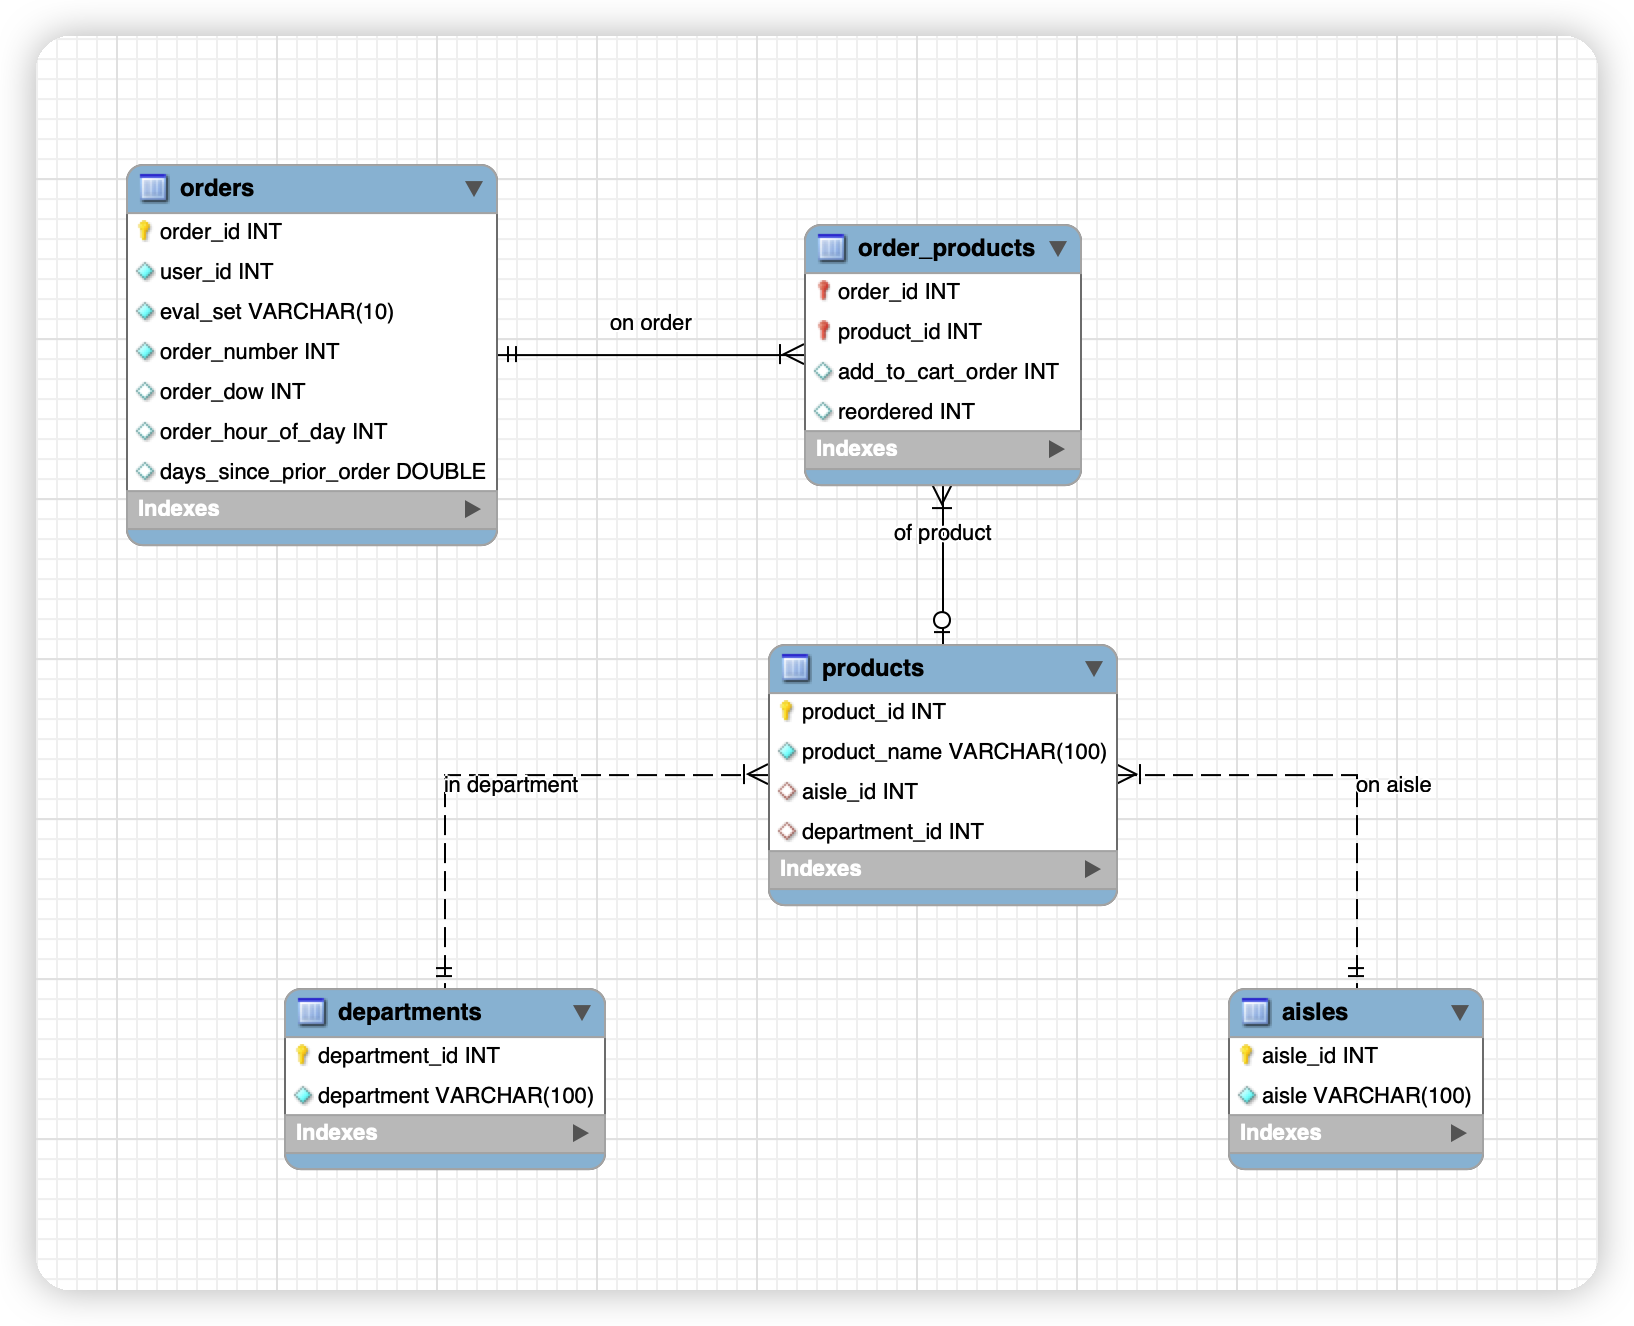 orders
order_id INT
user_id INT
eval_set VARCHAR(10)
order_number INT
order_dow INT
order_hour_of_day INT
days_since_prior_order DOUBLE
Indexes
on order
order_products
order_id INT
product_id INT
add_to_cart_order INT
reordered INT
Indexes
of product
products
product_id INT
product_name VARCHAR(100)
aisle_id INT
department_id INT
Indexes
in department
on aisle
departments
department_id INT
department VARCHAR(100)
Indexes
aisles
aisle_id INT
aisle VARCHAR(100)
Indexes